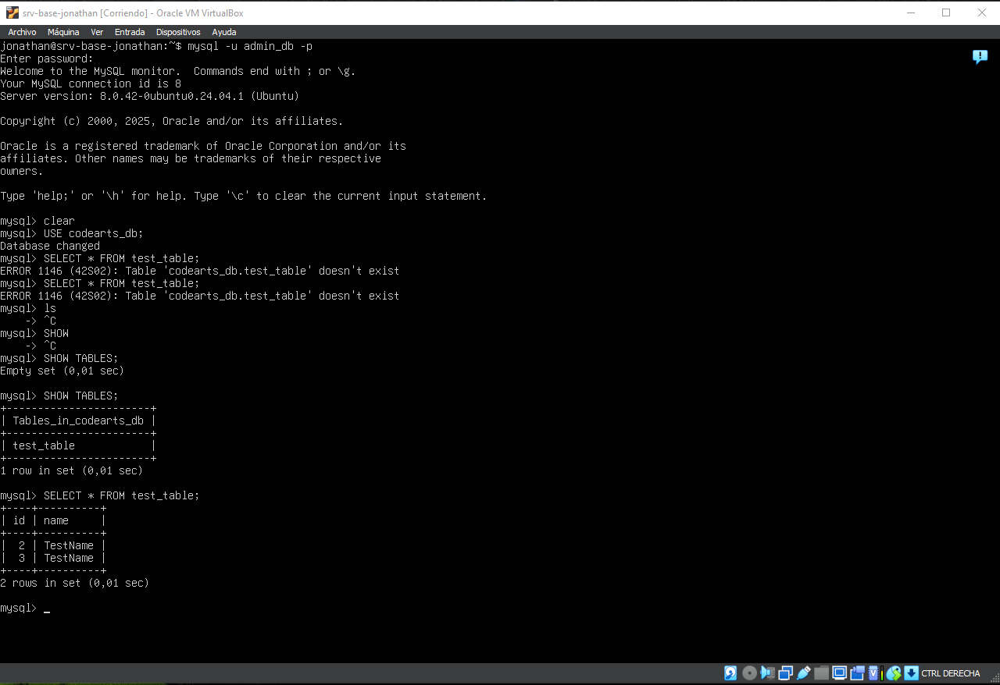 srv-base-jonathan [Corriendo] - Oracle VM VirtualBox
Archivo Máquina Ver Entrada Dispositivos Ayuda
jonathan@srv-base-jonathan:~$ mysql -u admin_db -p
Enter password:
Welcome to the MySQL monitor.  Commands end with ; or \g.
Your MySQL connection id is 8
Server version: 8.0.42-0ubuntu0.24.04.1 (Ubuntu)

Copyright (c) 2000, 2025, Oracle and/or its affiliates.

Oracle is a registered trademark of Oracle Corporation and/or its
affiliates. Other names may be trademarks of their respective
owners.

Type 'help;' or '\h' for help. Type '\c' to clear the current input statement.

mysql> clear
mysql> USE codearts_db;
Database changed
mysql> SELECT * FROM test_table;
ERROR 1146 (42S02): Table 'codearts_db.test_table' doesn't exist
mysql> SELECT * FROM test_table;
ERROR 1146 (42S02): Table 'codearts_db.test_table' doesn't exist
mysql> ls
    -> ^C
mysql> SHOW
    -> ^C
mysql> SHOW TABLES;
Empty set (0,01 sec)

mysql> SHOW TABLES;
+-----------------------+
| Tables_in_codearts_db |
+-----------------------+
| test_table            |
+-----------------------+
1 row in set (0,01 sec)

mysql> SELECT * FROM test_table;
+----+----------+
| id | name     |
+----+----------+
|  2 | TestName |
|  3 | TestName |
+----+----------+
2 rows in set (0,01 sec)

mysql> _
CTRL DERECHA